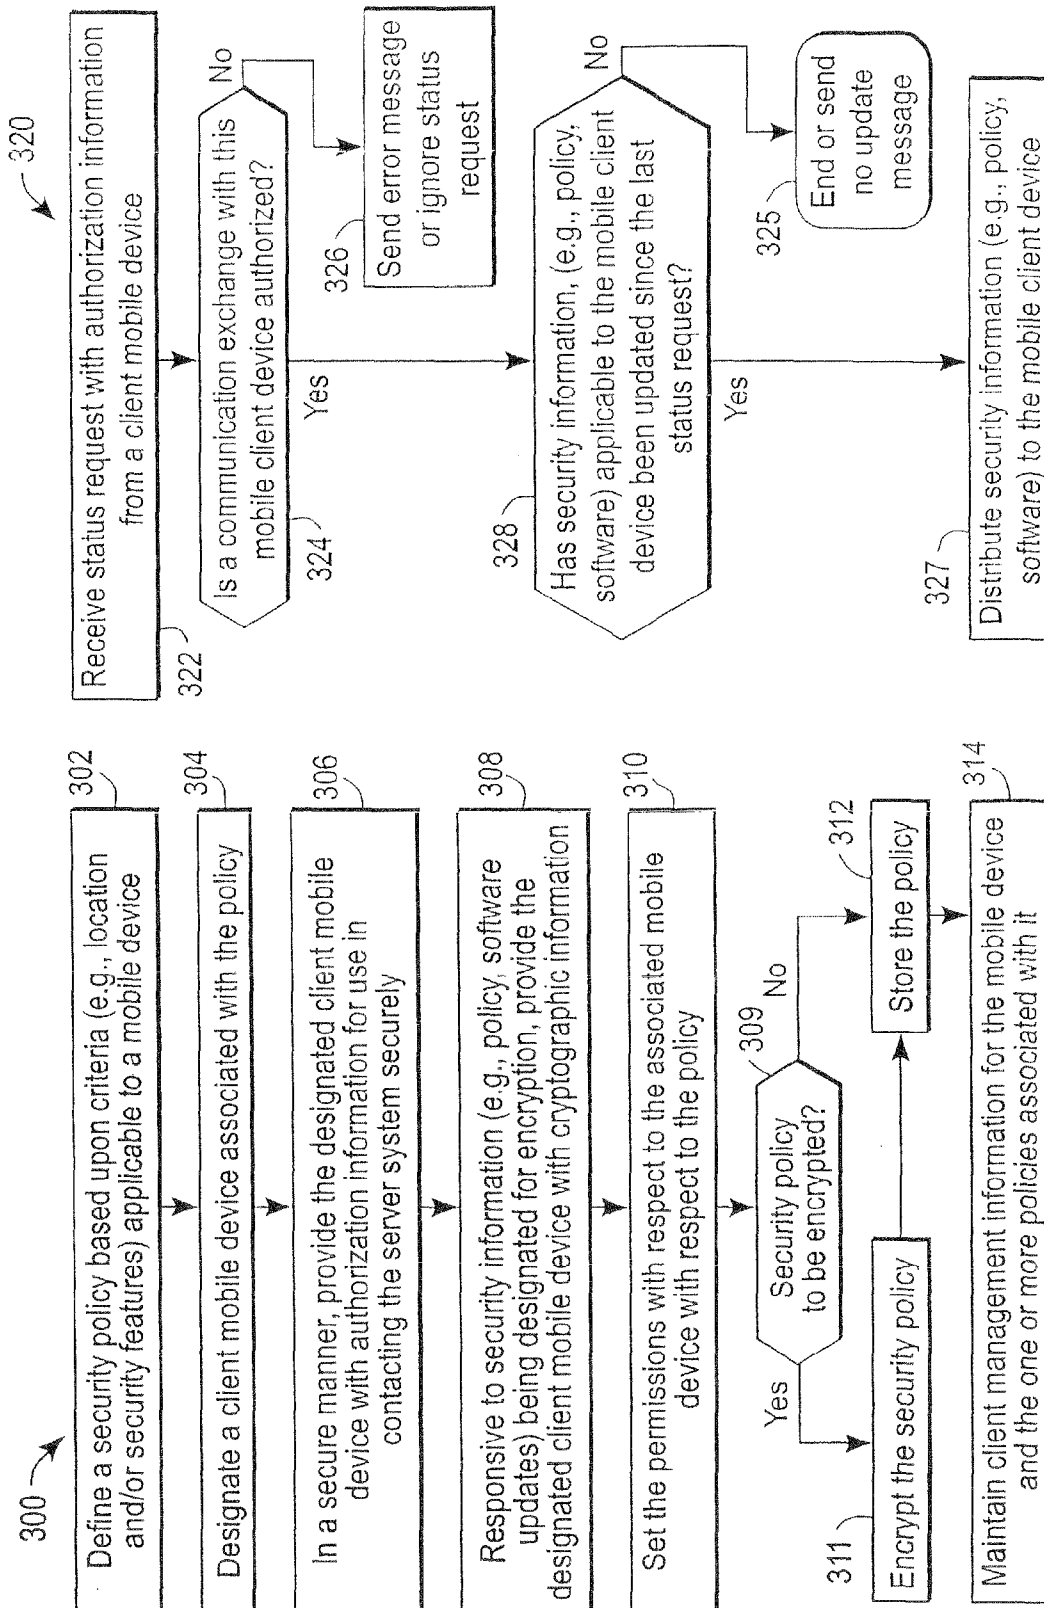 300
302
Define a security policy based upon criteria (e.g., location
and/or security features) applicable to a mobile device
304
Designate a client mobile device associated with the policy
306
In a secure manner, provide the designated client mobile
device with authorization information for use in
contacting the server system securely
308
Responsive to security information (e.g., policy, software
updates) being designated for encryption, provide the
designated client mobile device with cryptographic information
310
Set the permissions with respect to the associated mobile
device with respect to the policy
309
Security policy
to be encrypted?
Yes
No
311
Encrypt the security policy
312
Store the policy
314
Maintain client management information for the mobile device
and the one or more policies associated with it
320
Receive status request with authorization information
from a client mobile device
322
Is a communication exchange with this
mobile client device authorized?
324
No
Yes
326
Send error message
or ignore status
request
328
Has security information, (e.g., policy,
software) applicable to the mobile client
device been updated since the last
status request?
No
Yes
325
End or send
no update
message
327
Distribute security information (e.g., policy,
software) to the mobile client device